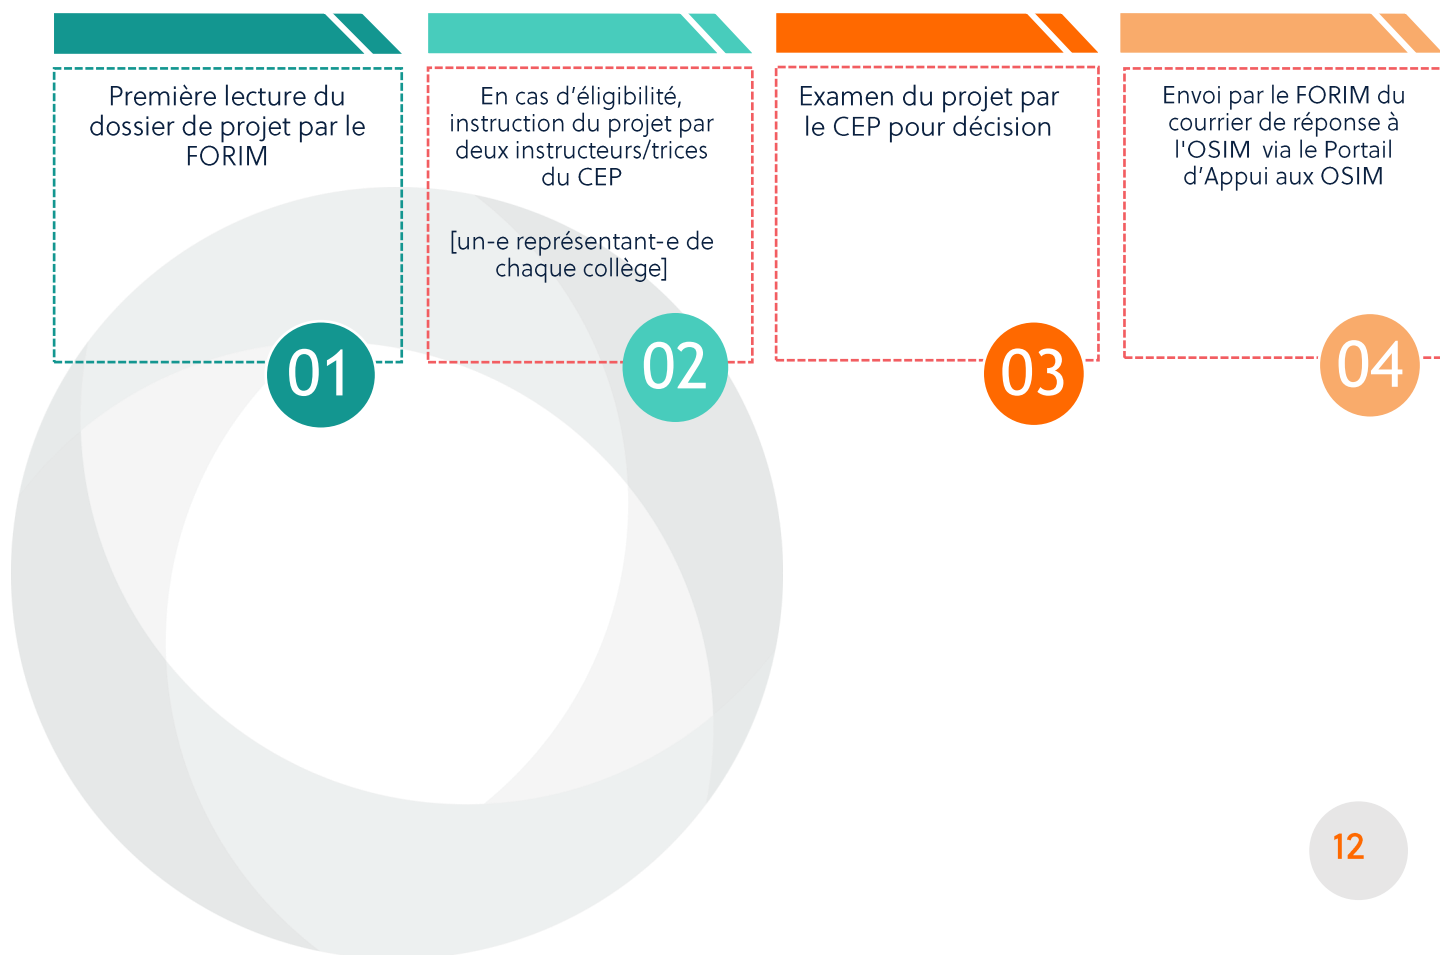 Première lecture du
dossier de projet par le
FORIM
01
En cas d’éligibilité,
instruction du projet par
deux instructeurs/trices
du CEP
[un-e représentant-e de
chaque collège]
02
Examen du projet par
le CEP pour décision
03
Envoi par le FORIM du
courrier de réponse à
l'OSIM via le Portail
d’Appui aux OSIM
04
12